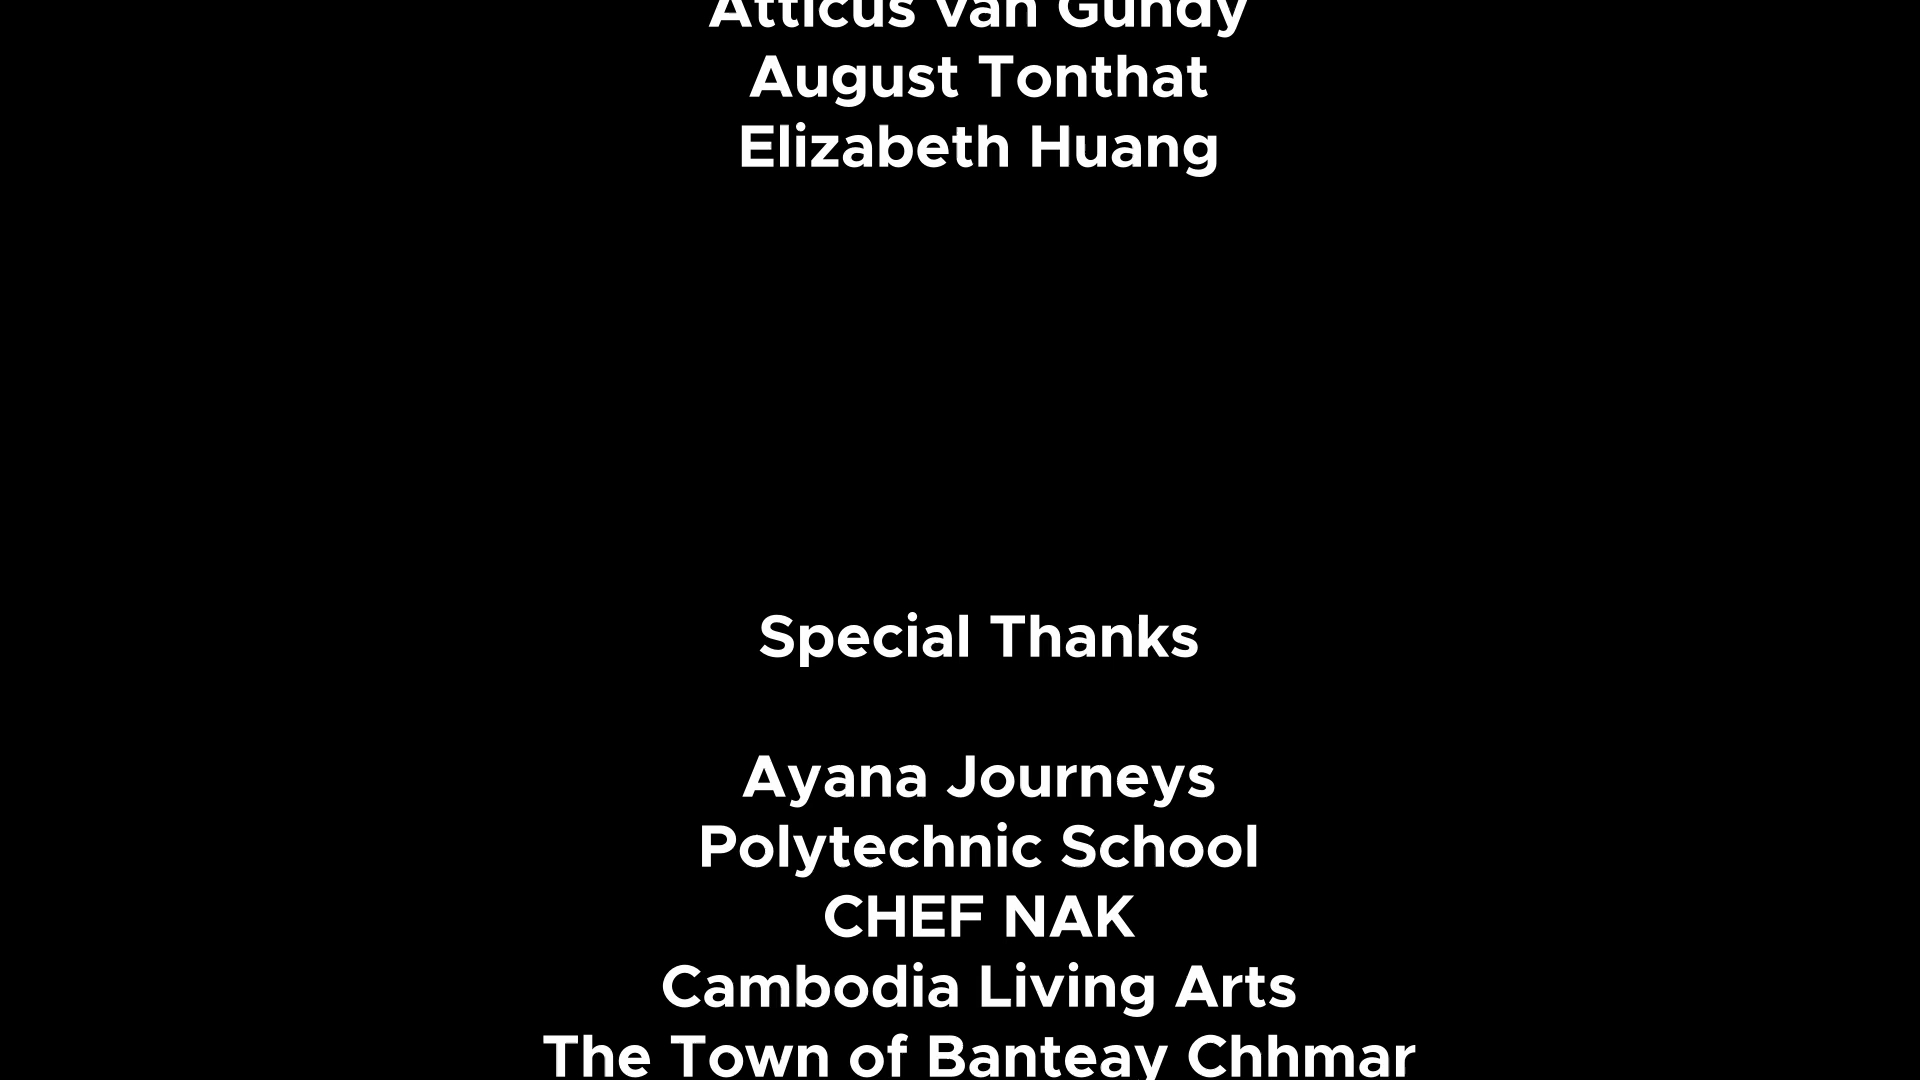 Atticus Van Gundy
August Tonthat
Elizabeth Huang
Special Thanks
Ayana Journeys
Polytechnic School
CHEF NAK
Cambodia Living Arts
The Town of Banteay Chhmar